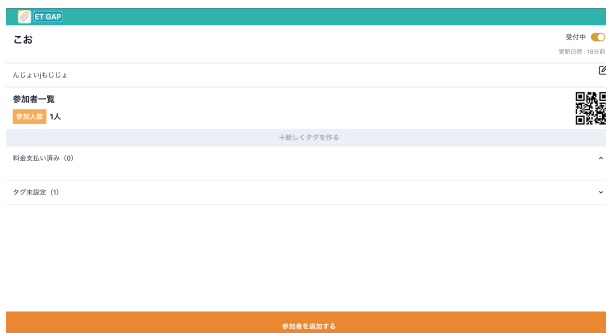 ET GAP
こお
受付中
更新日時 : 18分前
んじょいjもじじょ
参加者一覧
参加人数 1人
+新しくタグを作る
料金支払い済み（0）
タグ未設定（1）
参加者を追加する